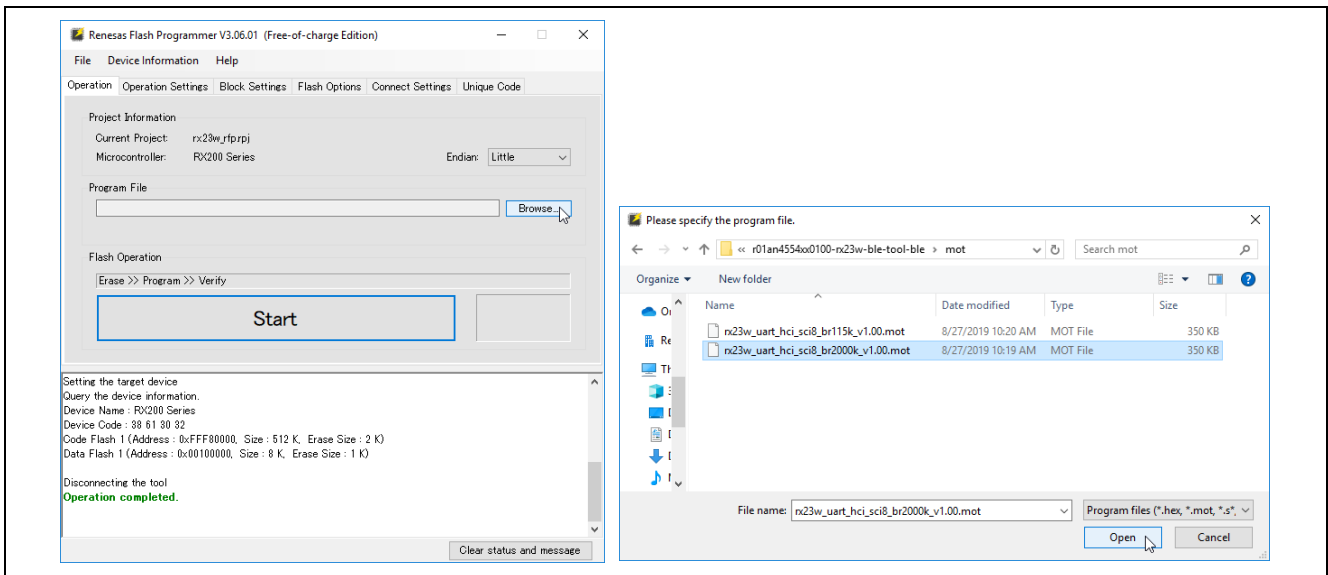 Renesas Flash Programmer V3.06.01 (Free-of-charge Edition)
File Device Information Help
Operation Operation Settings Block Settings Flash Options Connect Settings Unique Code
Project Information
Current Project: rx23w_rfp.rpj
Microcontroller: RX200 Series Endian: Little
Program File
Browse...
Flash Operation
Erase >> Program >> Verify
Start
Setting the target device
Query the device information.
Device Name : RX200 Series
Device Code : 38 61 30 32
Code Flash 1 (Address : 0xFFF80000, Size : 512 K, Erase Size : 2 K)
Data Flash 1 (Address : 0x00100000, Size : 8 K, Erase Size : 1 K)
Disconnecting the tool
Operation completed.
Clear status and message
Please specify the program file.
« r01an4554xx0100-rx23w-ble-tool-ble > mot Search mot
Organize New folder
Name Date modified Type Size
rx23w_uart_hci_sci8_br115k_v1.00.mot 8/27/2019 10:20 AM MOT File 350 KB
rx23w_uart_hci_sci8_br2000k_v1.00.mot 8/27/2019 10:19 AM MOT File 350 KB
Re
File name: rx23w_uart_hci_sci8_br2000k_v1.00.mot Program files (*.hex, *.mot, *.s*,
Open Cancel